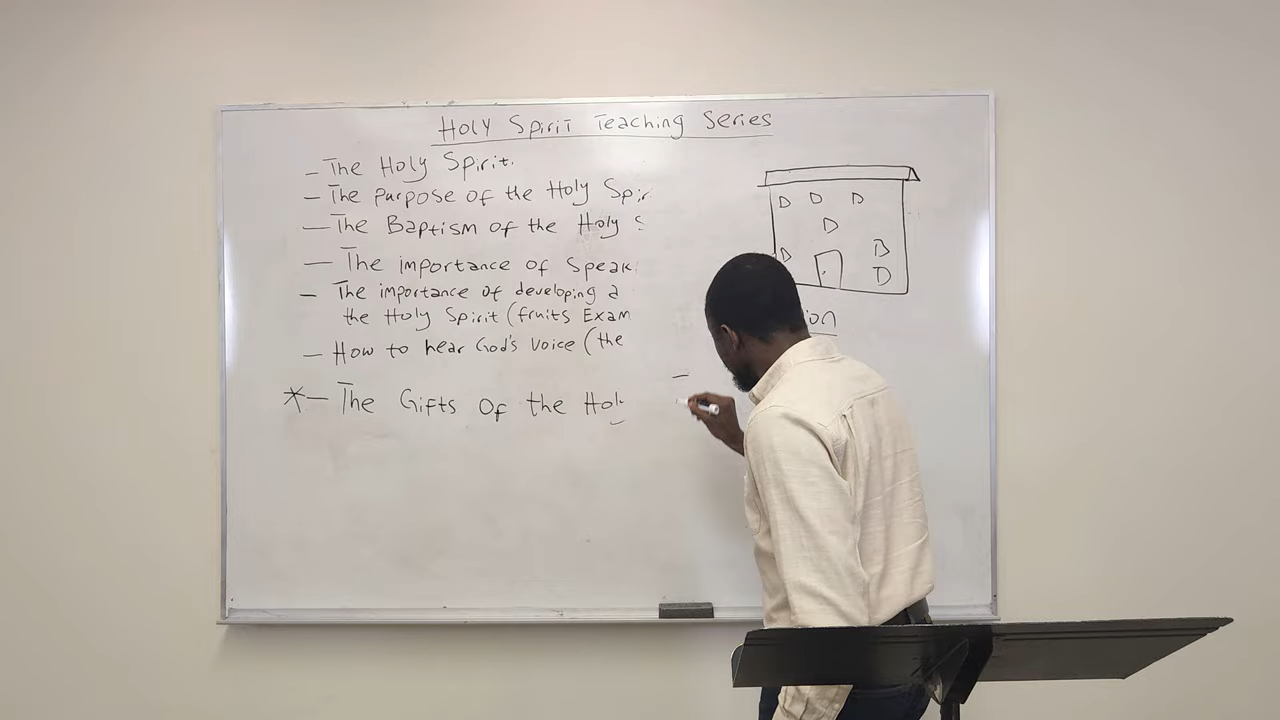 Holy Spirit Teaching Series
- The Holy Spirit.
- The purpose of the Holy Spir
- The Baptism of the Holy S
- The importance of Speak
- The importance of developing a
the Holy Spirit (fruits Exam
- How to hear God's Voice (the
*- The Gifts Of the Hol
D D D
D
D D
D
ion
-